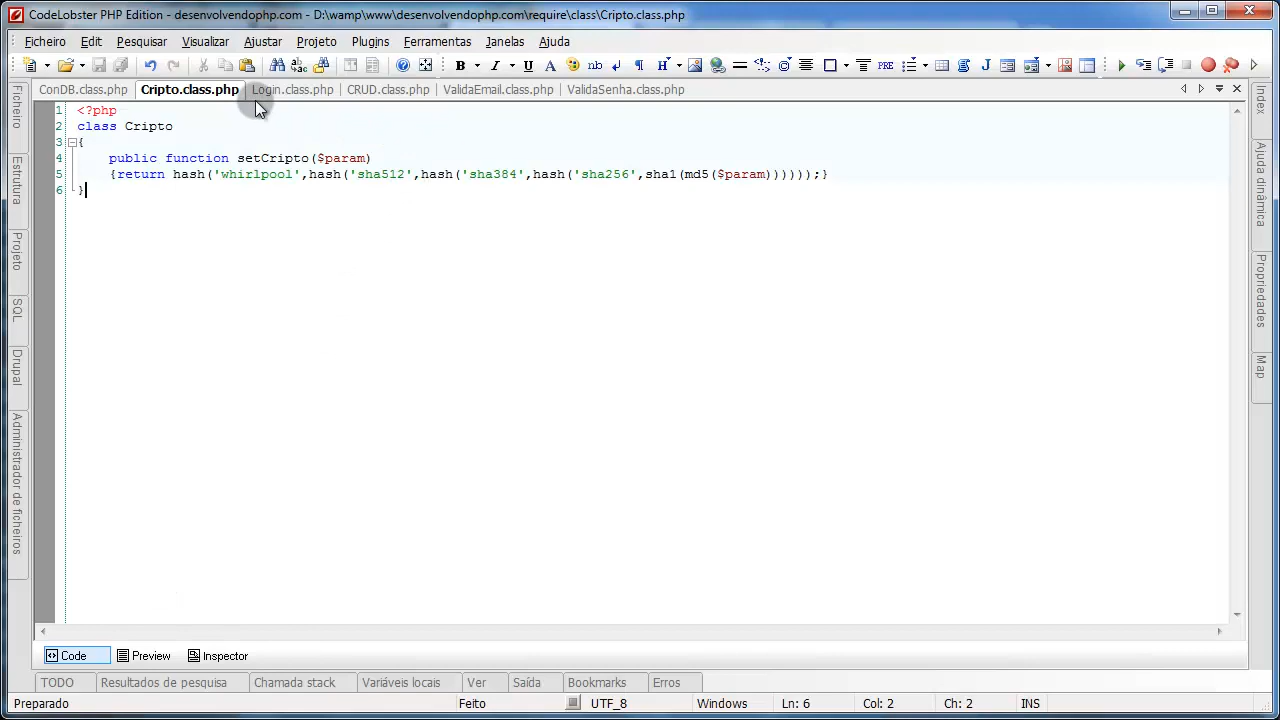 CodeLobster PHP Edition - desenvolvendophp.com - D:\wamp\www\desenvolvendophp.com\require\class\Cripto.class.php
Ficheiro Edit Pesquisar Visualizar Ajustar Projeto Plugins Ferramentas Janelas Ajuda
B I U A nb ¶ H PRE J
ConDB.class.php Cripto.class.php Login.class.php CRUD.class.php ValidaEmail.class.php ValidaSenha.class.php
1 <?php
2 class Cripto
3 {
4 public function setCripto($param)
5 {return hash('whirlpool',hash('sha512',hash('sha384',hash('sha256',sha1(md5($param))))));}
6 }
Ficheiro
Estrutura
Projeto
SQL
Drupal
Administrador de ficheiros
Index
Ajuda dinâmica
Propriedades
Map
Code Preview Inspector
TODO Resultados de pesquisa Chamada stack Variáveis locais Ver Saída Bookmarks Erros
Preparado Feito UTF_8 Windows Ln: 6 Col: 2 Ch: 2 INS